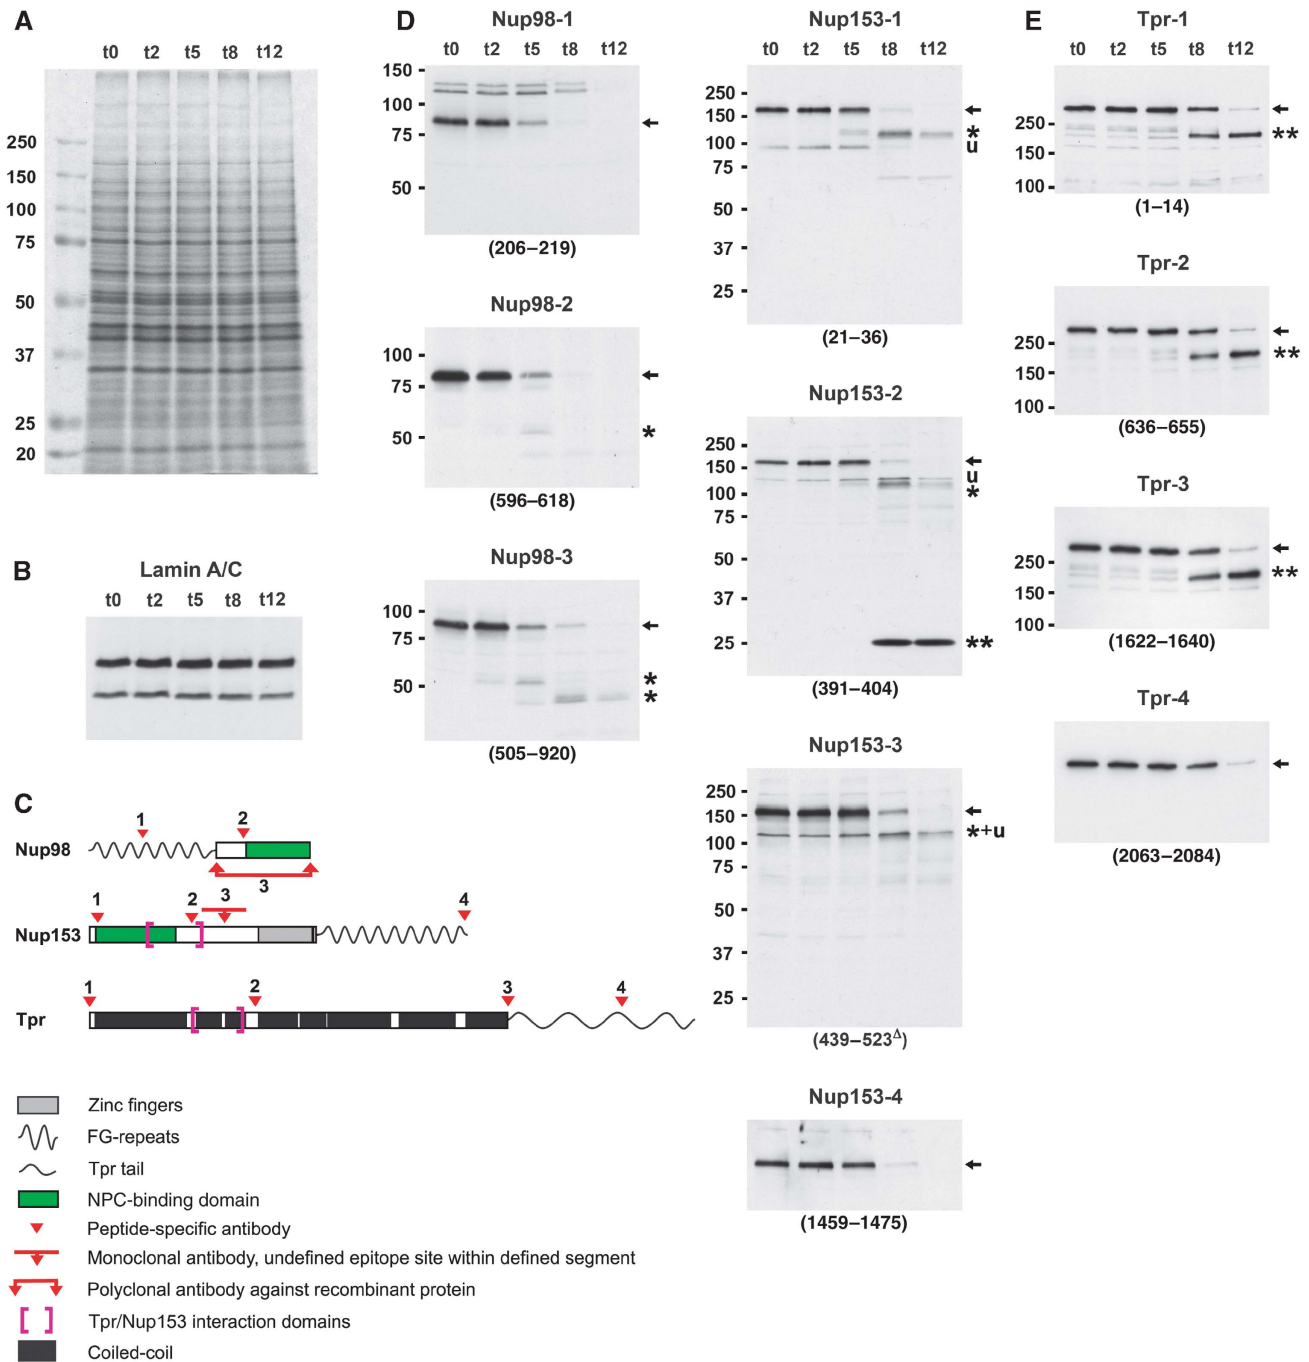 A
t0 t2 t5 t8 t12
250
150
100
75
50
37
25
20
B
Lamin A/C
t0 t2 t5 t8 t12
C
1 2
Nup98
3
1 2 3 4
Nup153
1 2 3 4
Tpr
Zinc fingers
FG-repeats
Tpr tail
NPC-binding domain
Peptide-specific antibody
Monoclonal antibody, undefined epitope site within defined segment
Polyclonal antibody against recombinant protein
[ ] Tpr/Nup153 interaction domains
Coiled-coil
D
Nup98-1
t0 t2 t5 t8 t12
150
100
75
50
(206–219)
Nup98-2
100
75
50
*
(596–618)
Nup98-3
100
75
50
*
*
(505–920)
Nup153-1
t0 t2 t5 t8 t12
250
150
100
75
50
37
25
*
u
(21–36)
Nup153-2
250
150
100
75
50
37
25
u
*
**
(391–404)
Nup153-3
250
150
100
75
50
37
25
*+u
(439–523Δ)
Nup153-4
(1459–1475)
E
Tpr-1
t0 t2 t5 t8 t12
250
150
100
**
(1–14)
Tpr-2
250
150
100
**
(636–655)
Tpr-3
250
150
100
**
(1622–1640)
Tpr-4
(2063–2084)